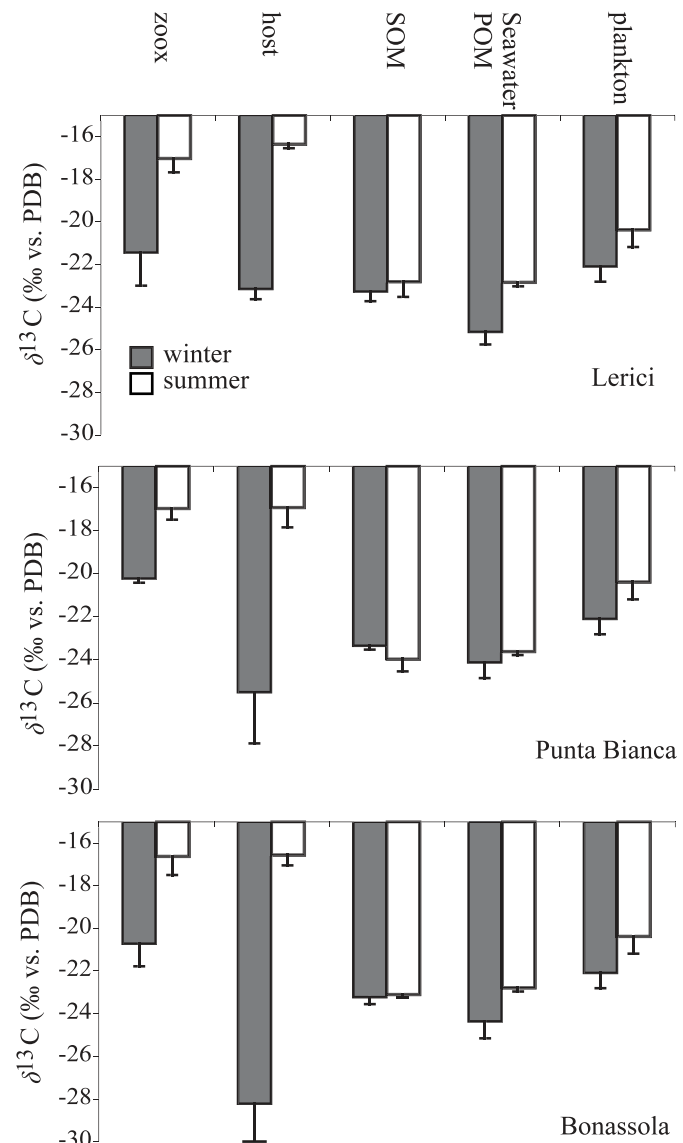 zoox
host
SOM
Seawater
POM
plankton
-16
-18
-20
-22
-24
-26
-28
-30
δ13C (‰ vs. PDB)
winter
summer
Lerici
-16
-18
-20
-22
-24
-26
-28
-30
δ13C (‰ vs. PDB)
Punta Bianca
-16
-18
-20
-22
-24
-26
-28
-30
δ13C (‰ vs. PDB)
Bonassola